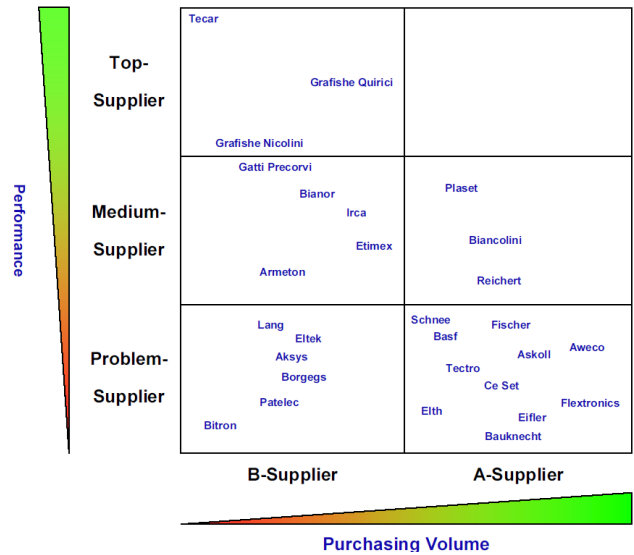 Tecar
Top-
Supplier
Grafishe Quirici
Grafishe Nicolini
Performance
Medium-
Supplier
Gatti Precorvi
Bianor
Irca
Etimex
Armeton
Plaset
Biancolini
Reichert
Problem-
Supplier
Lang
Eltek
Aksys
Borgegs
Patelec
Bitron
Schnee
Fischer
Basf
Askoll
Aweco
Tectro
Ce Set
Elth
Flextronics
Eifler
Bauknecht
B-Supplier
A-Supplier
Purchasing Volume